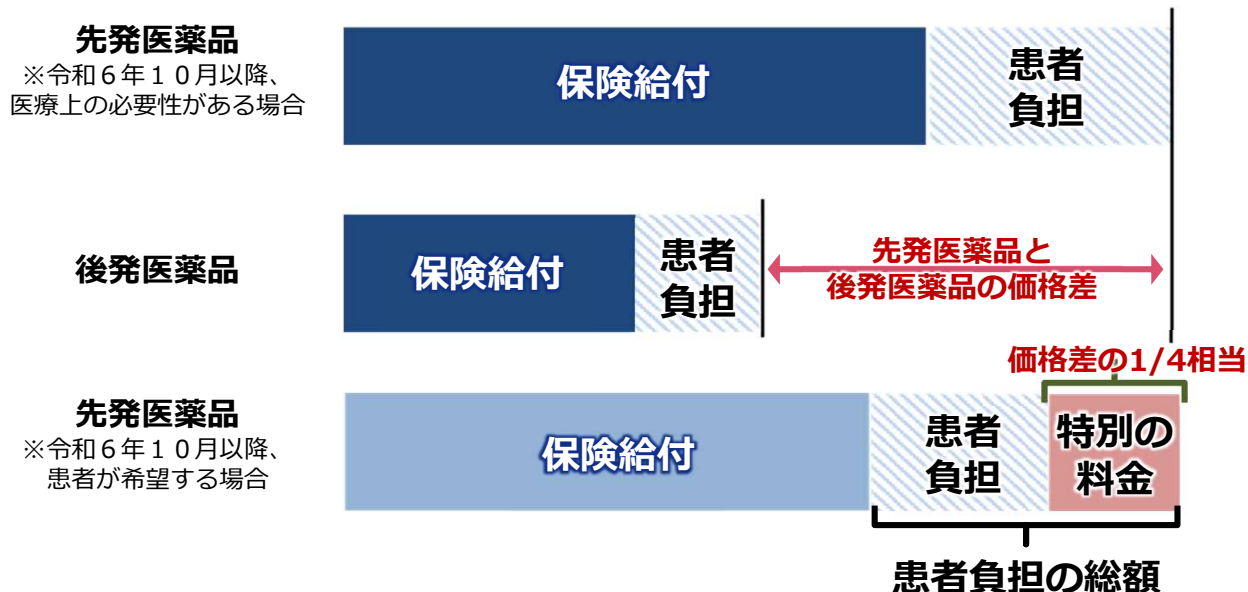 先発医薬品
※令和６年１０月以降、
医療上の必要性がある場合
保険給付
患者
負担
後発医薬品
保険給付
患者
負担
先発医薬品と
後発医薬品の価格差
価格差の1/4相当
先発医薬品
※令和６年１０月以降、
患者が希望する場合
保険給付
患者
負担
特別の
料金
患者負担の総額